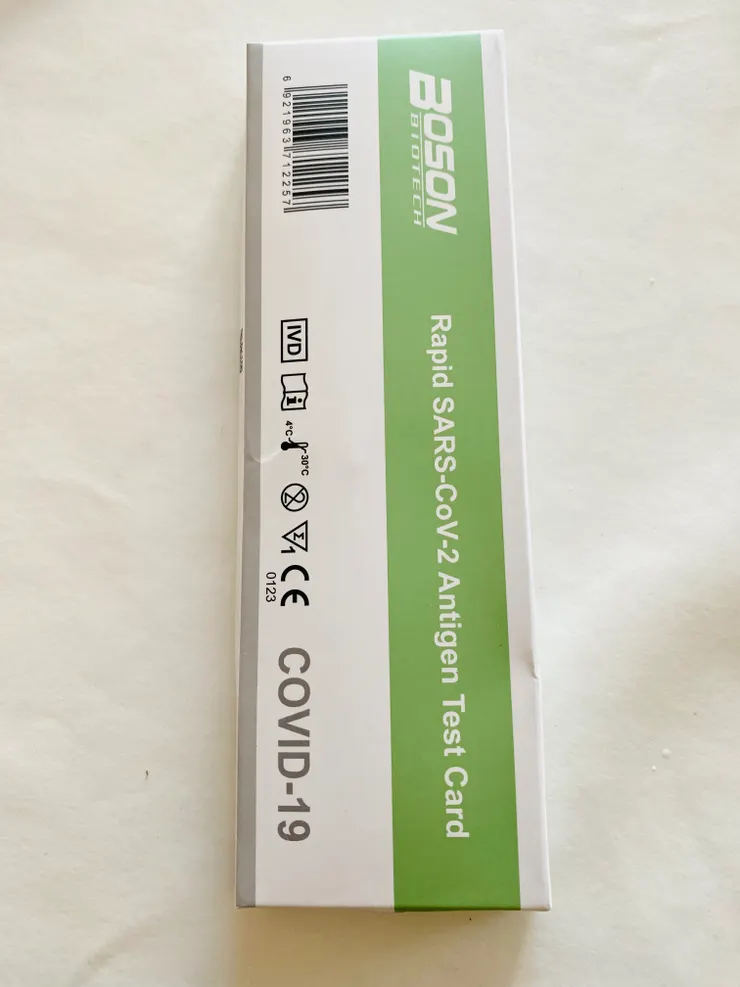 BOSON
BIOTECH
Rapid SARS-CoV-2 Antigen Test Card
6 921963 712257
IVD
i
4°C
30°C
2
Σ
1
CE
0123
COVID-19